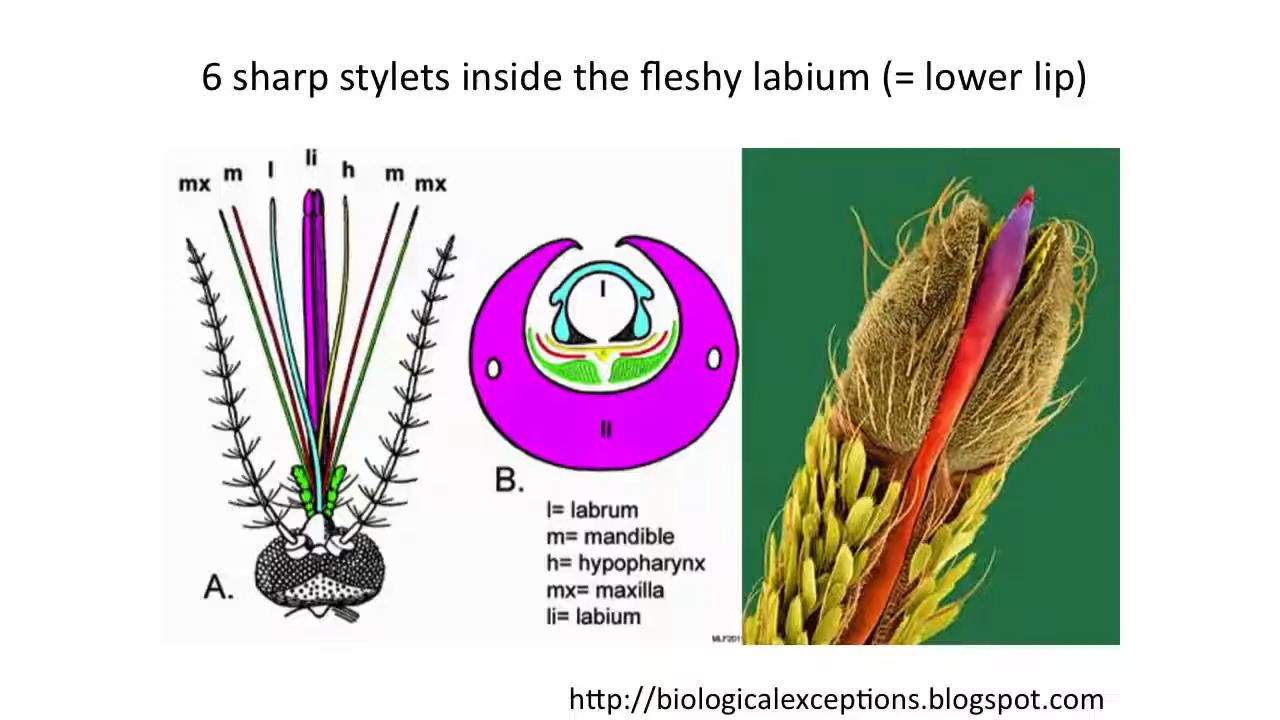 6 sharp stylets inside the fleshy labium (= lower lip)
mx m l li h m mx
l
li
A.
B.
l= labrum
m= mandible
h= hypopharynx
mx= maxilla
li= labium
http://biologicalexceptions.blogspot.com